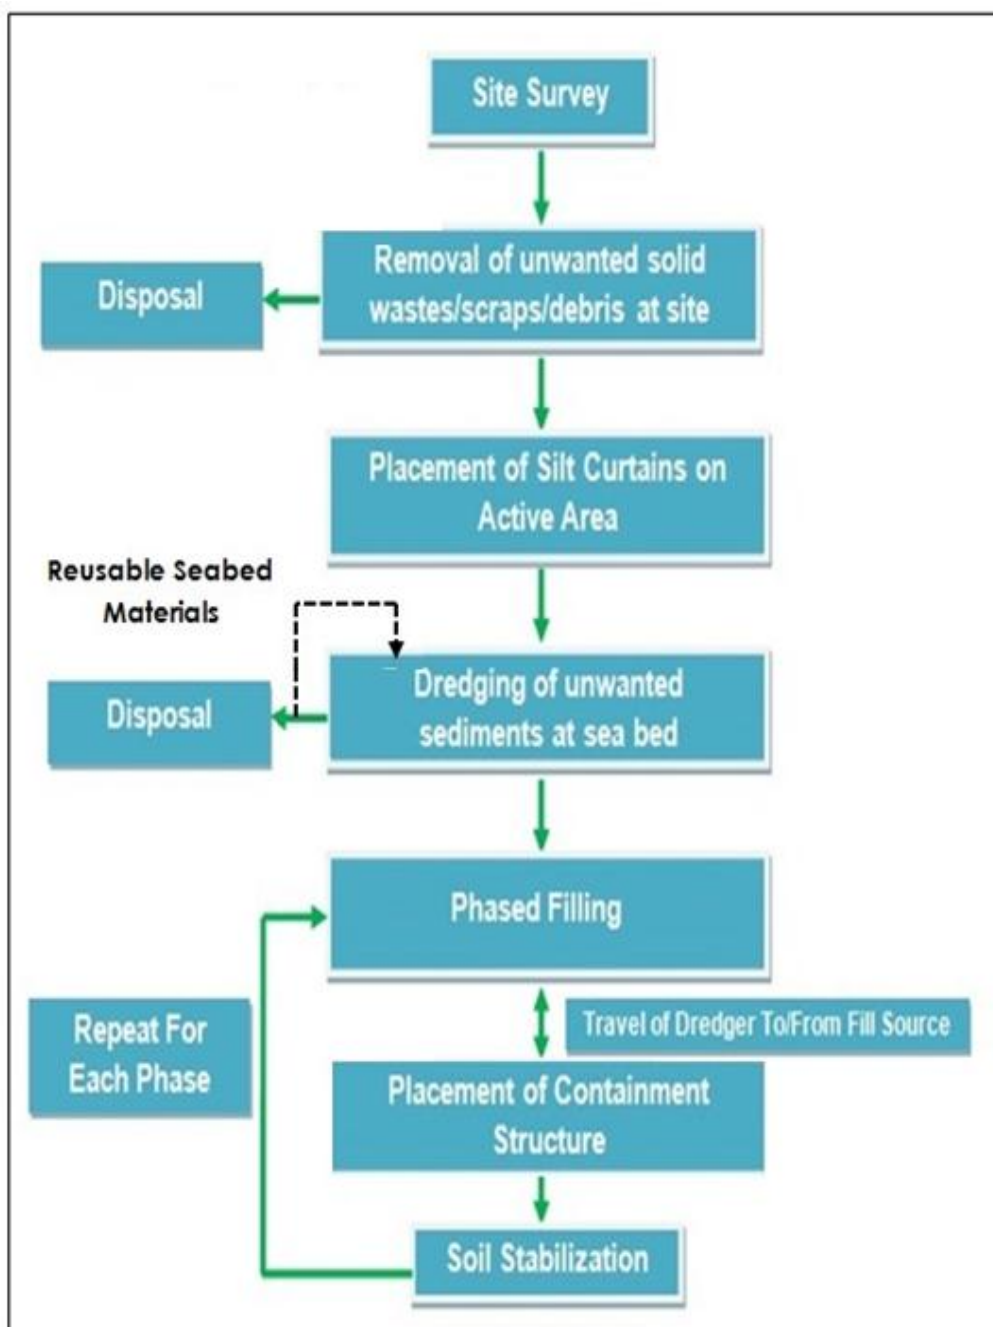 Site Survey
Removal of unwanted solid
wastes/scraps/debris at site
Disposal
Placement of Silt Curtains on
Active Area
Reusable Seabed
Materials
Dredging of unwanted
sediments at sea bed
Disposal
Phased Filling
Travel of Dredger To/From Fill Source
Repeat For
Each Phase
Placement of Containment
Structure
Soil Stabilization